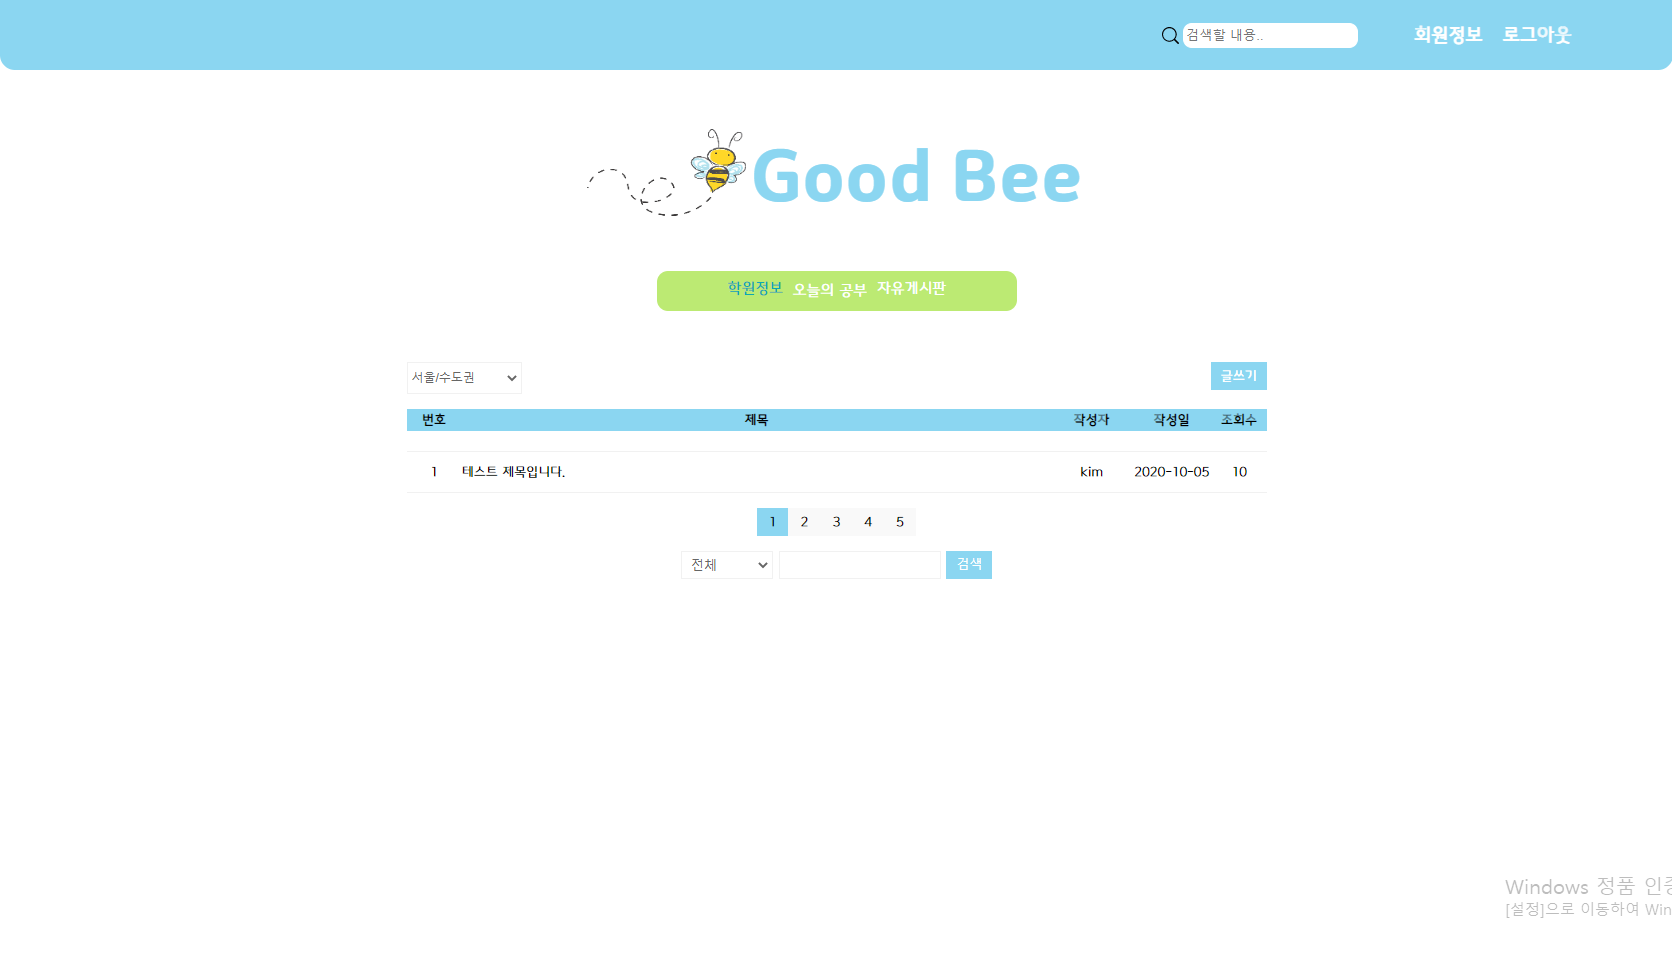 검색할 내용..
회원정보 로그아웃
Good Bee
학원정보 오늘의 공부 자유게시판
서울/수도권
글쓰기
번호 제목 작성자 작성일 조회수
1 테스트 제목입니다. kim 2020-10-05 10
1 2 3 4 5
전체 검색
Windows 정품 인증
[설정]으로 이동하여 Win